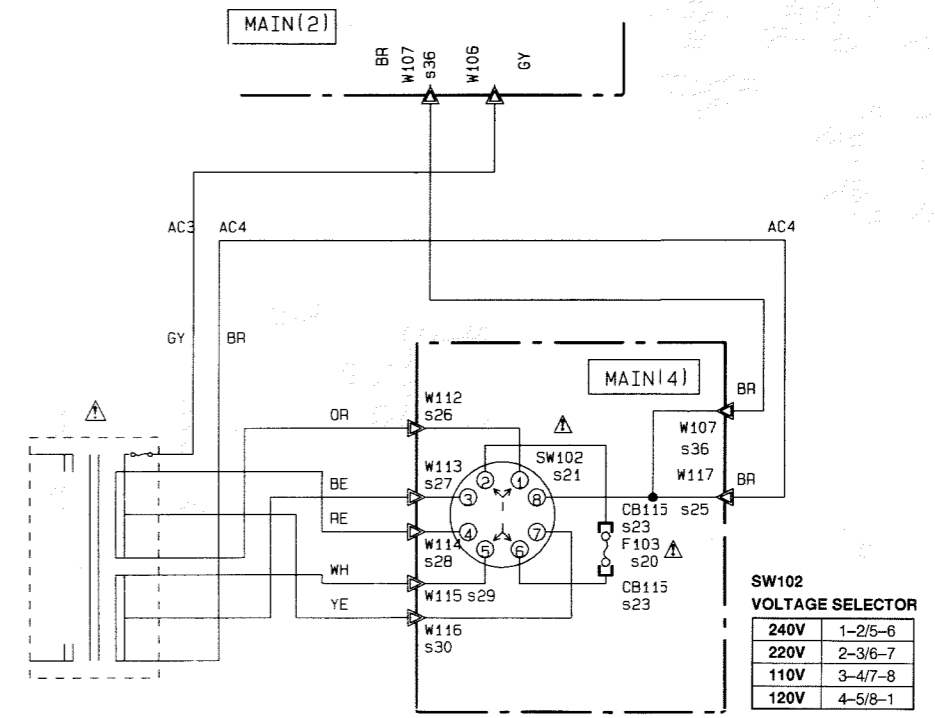 MAIN(2)
BR
W107
s36
W106
GY
AC3
AC4
AC4
GY
BR
MAIN(4)
BR
W112
s26
OR
W107
s36
SW102
s21
W113
s27
W117
BR
BE
2
1
3
8
CB115
s25
s23
RE
4
7
F103
W114
s28
5
6
s20
WH
CB115
s23
W115 s29
YE
W116
s30
SW102
VOLTAGE SELECTOR
240V 1–2/5–6
220V 2–3/6–7
110V 3–4/7–8
120V 4–5/8–1